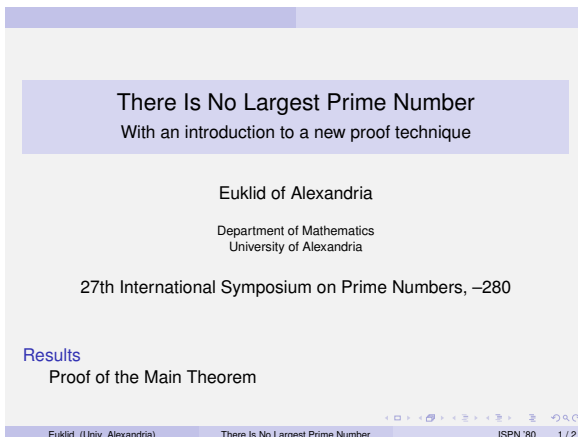 There Is No Largest Prime Number
With an introduction to a new proof technique
Euklid of Alexandria
Department of Mathematics
University of Alexandria
27th International Symposium on Prime Numbers, –280
Results
Proof of the Main Theorem
Euklid (Univ. Alexandria) There Is No Largest Prime Number ISPN ’80 1 / 2